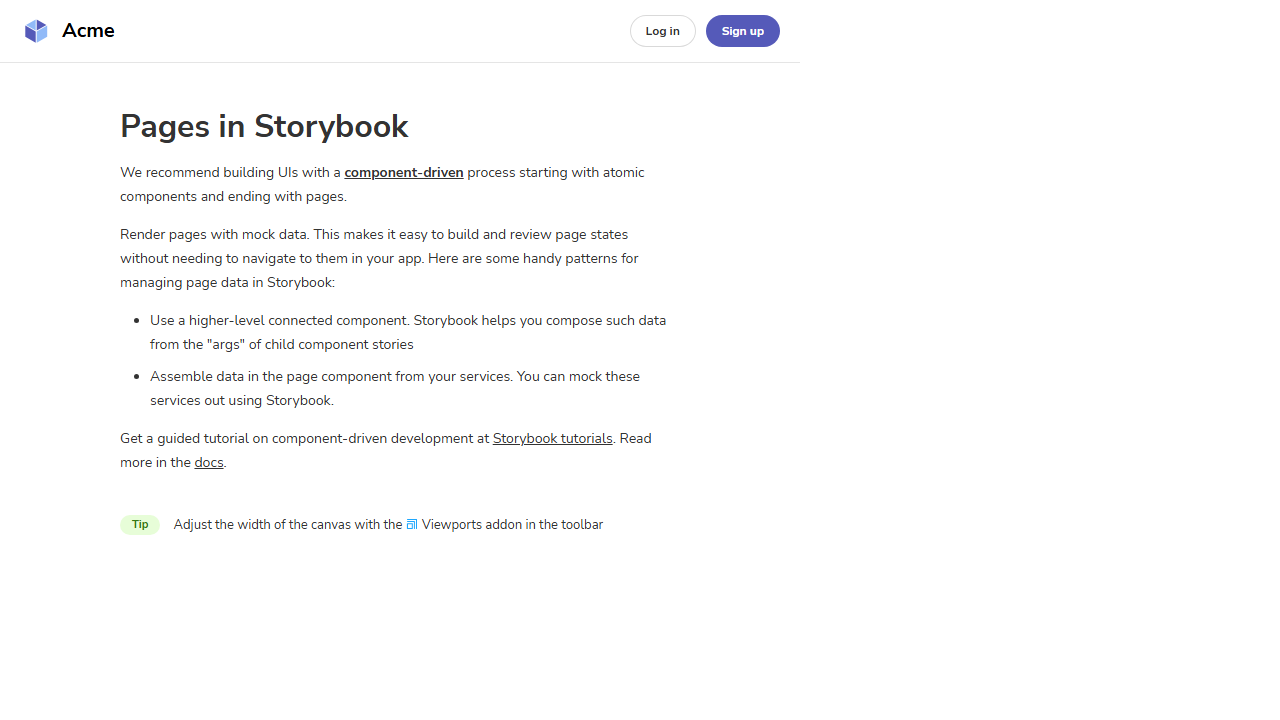 Acme
Log in
Sign up
Pages in Storybook
We recommend building UIs with a component-driven process starting with atomic
components and ending with pages.
Render pages with mock data. This makes it easy to build and review page states
without needing to navigate to them in your app. Here are some handy patterns for
managing page data in Storybook:
Use a higher-level connected component. Storybook helps you compose such data
from the "args" of child component stories
Assemble data in the page component from your services. You can mock these
services out using Storybook.
Get a guided tutorial on component-driven development at Storybook tutorials. Read
more in the docs.
Tip Adjust the width of the canvas with the Viewports addon in the toolbar